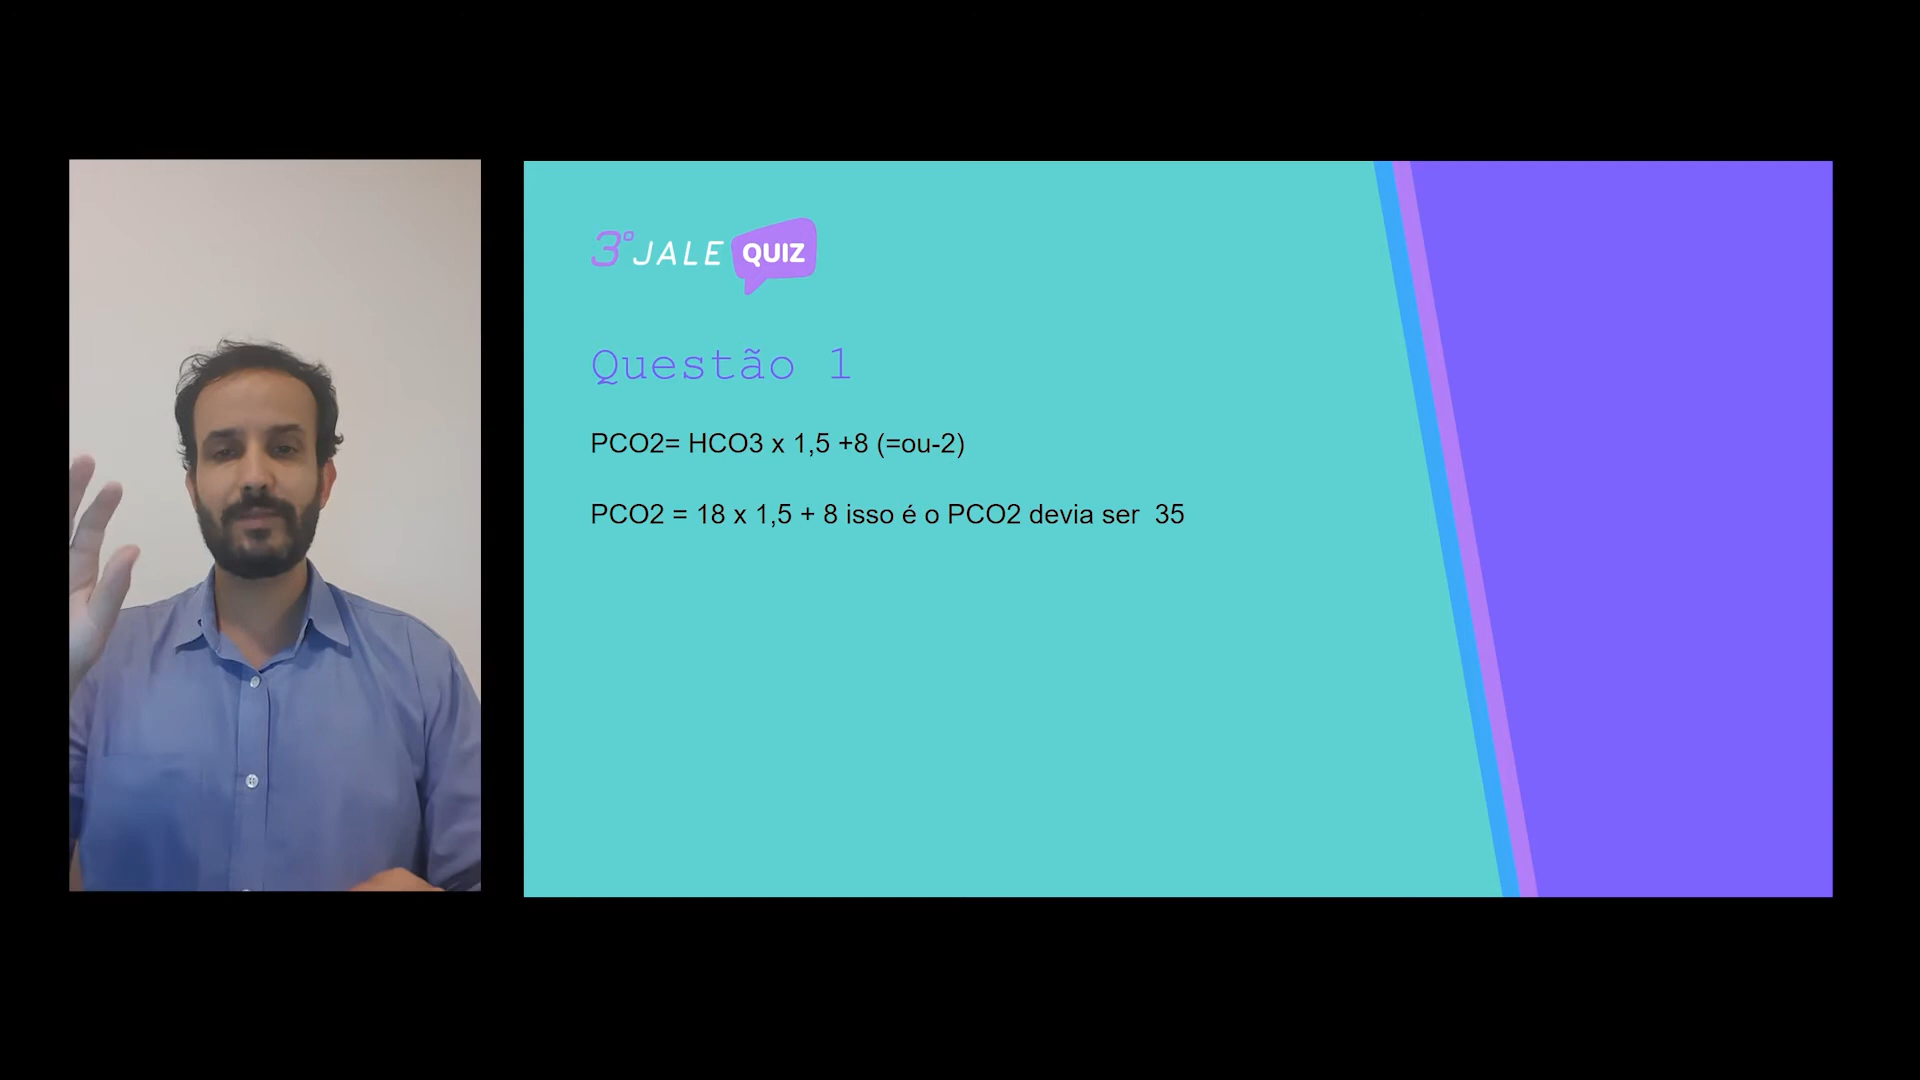 3º JALE QUIZ
Questão 1
PCO2= HCO3 x 1,5 +8 (=ou-2)
PCO2 = 18 x 1,5 + 8 isso é o PCO2 devia ser 35